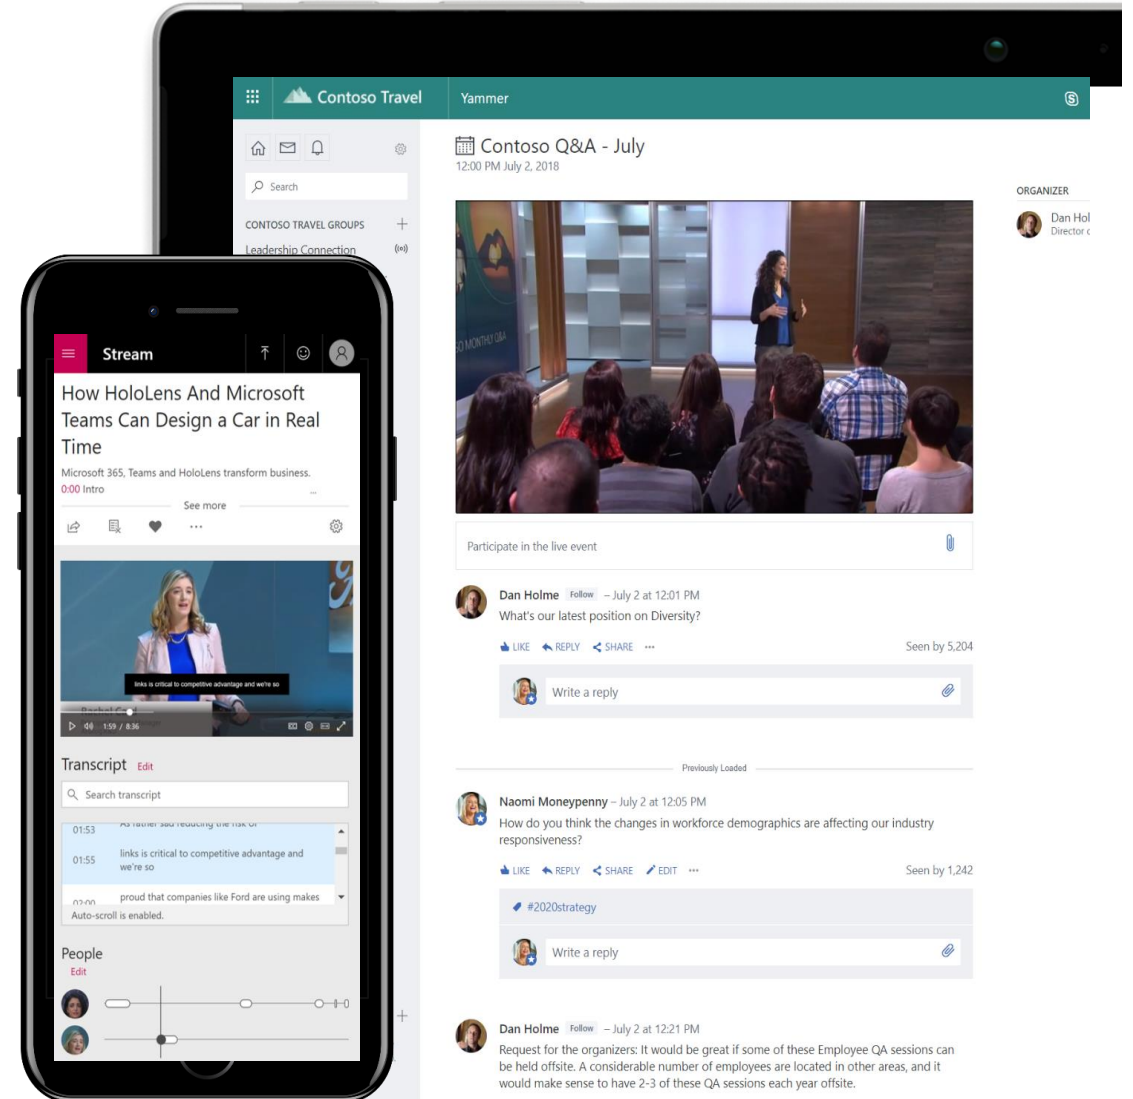 Contoso Travel
Yammer
Contoso Q&A - July
12:00 PM July 2, 2018
Search
CONTOSO TRAVEL GROUPS
Leadership Connection
ORGANIZER
Dan Hol
Director
MONTHLY Q&A
Participate in the live event
Dan Holme Follow – July 2 at 12:01 PM
What's our latest position on Diversity?
LIKE REPLY SHARE ••• Seen by 5,204
Write a reply
Previously Loaded
Naomi Moneypenny – July 2 at 12:05 PM
How do you think the changes in workforce demographics are affecting our industry
responsiveness?
LIKE REPLY SHARE EDIT ••• Seen by 1,242
#2020strategy
Write a reply
Dan Holme Follow – July 2 at 12:21 PM
Request for the organizers: It would be great if some of these Employee QA sessions can
be held offsite. A considerable number of employees are located in other areas, and it
would make sense to have 2-3 of these QA sessions each year offsite.
Stream
How HoloLens And Microsoft
Teams Can Design a Car in Real
Time
Microsoft 365, Teams and HoloLens transform business.
0:00 Intro
...
See more
links is critical to competitive advantage and we're so
1:59 / 8:36
Transcript Edit
Search transcript
01:53 As rather sad reducing the risk of
01:55 links is critical to competitive advantage and
we're so
02:00 proud that companies like Ford are using makes
Auto-scroll is enabled.
People
Edit